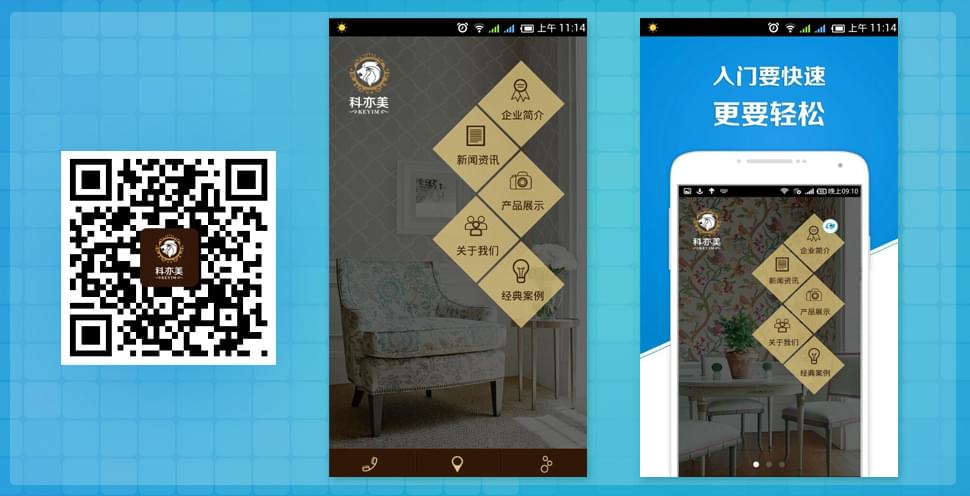 科亦美
KEYIM
上午 11:14
科亦美
KEYIM
企业简介
新闻资讯
产品展示
关于我们
经典案例
上午 11:14
入门要快速
更要轻松
晚上09:10
科亦美
KEYIM
企业简介
新闻资讯
产品展示
关于我们
经典案例